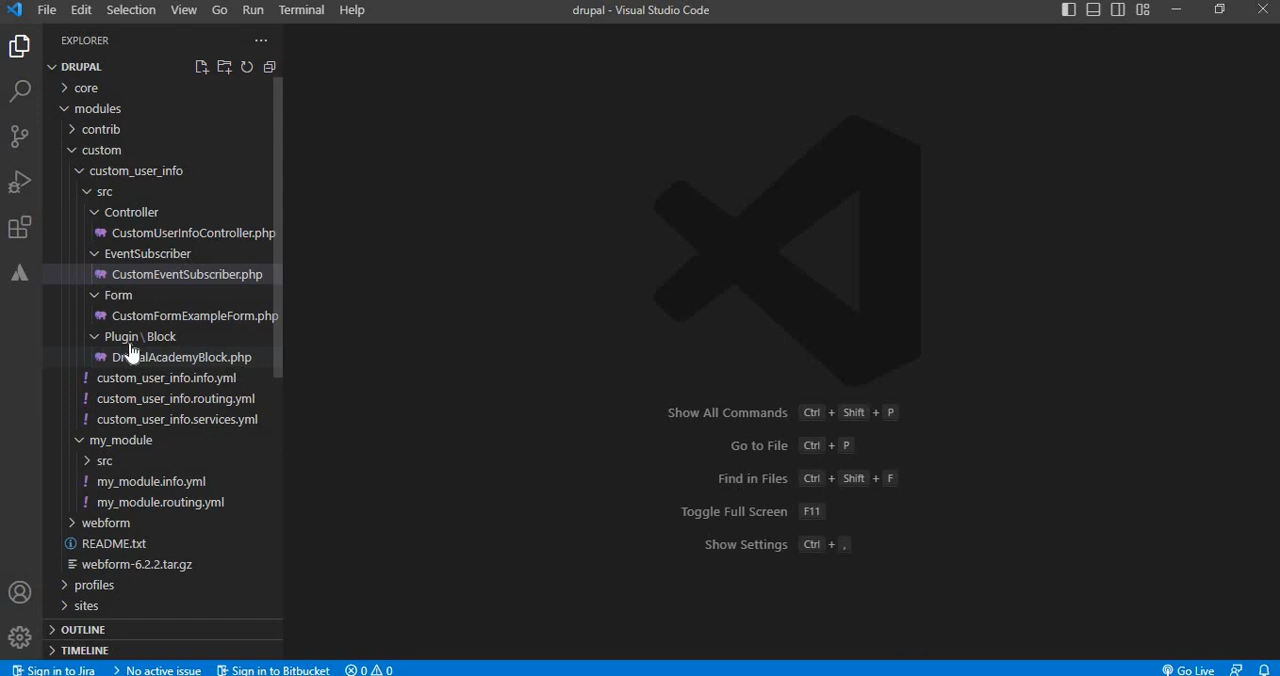 File Edit Selection View Go Run Terminal Help
drupal - Visual Studio Code
EXPLORER
DRUPAL
core
modules
contrib
custom
custom_user_info
src
Controller
CustomUserInfoController.php
EventSubscriber
CustomEventSubscriber.php
Form
CustomFormExampleForm.php
Plugin\Block
DrupalAcademyBlock.php
! custom_user_info.info.yml
! custom_user_info.routing.yml
! custom_user_info.services.yml
my_module
src
! my_module.info.yml
! my_module.routing.yml
webform
README.txt
webform-6.2.2.tar.gz
profiles
sites
OUTLINE
TIMELINE
Show All Commands Ctrl + Shift + P
Go to File Ctrl + P
Find in Files Ctrl + Shift + F
Toggle Full Screen F11
Show Settings Ctrl + ,
Sign in to Jira No active issue Sign in to Bitbucket 0 0 Go Live